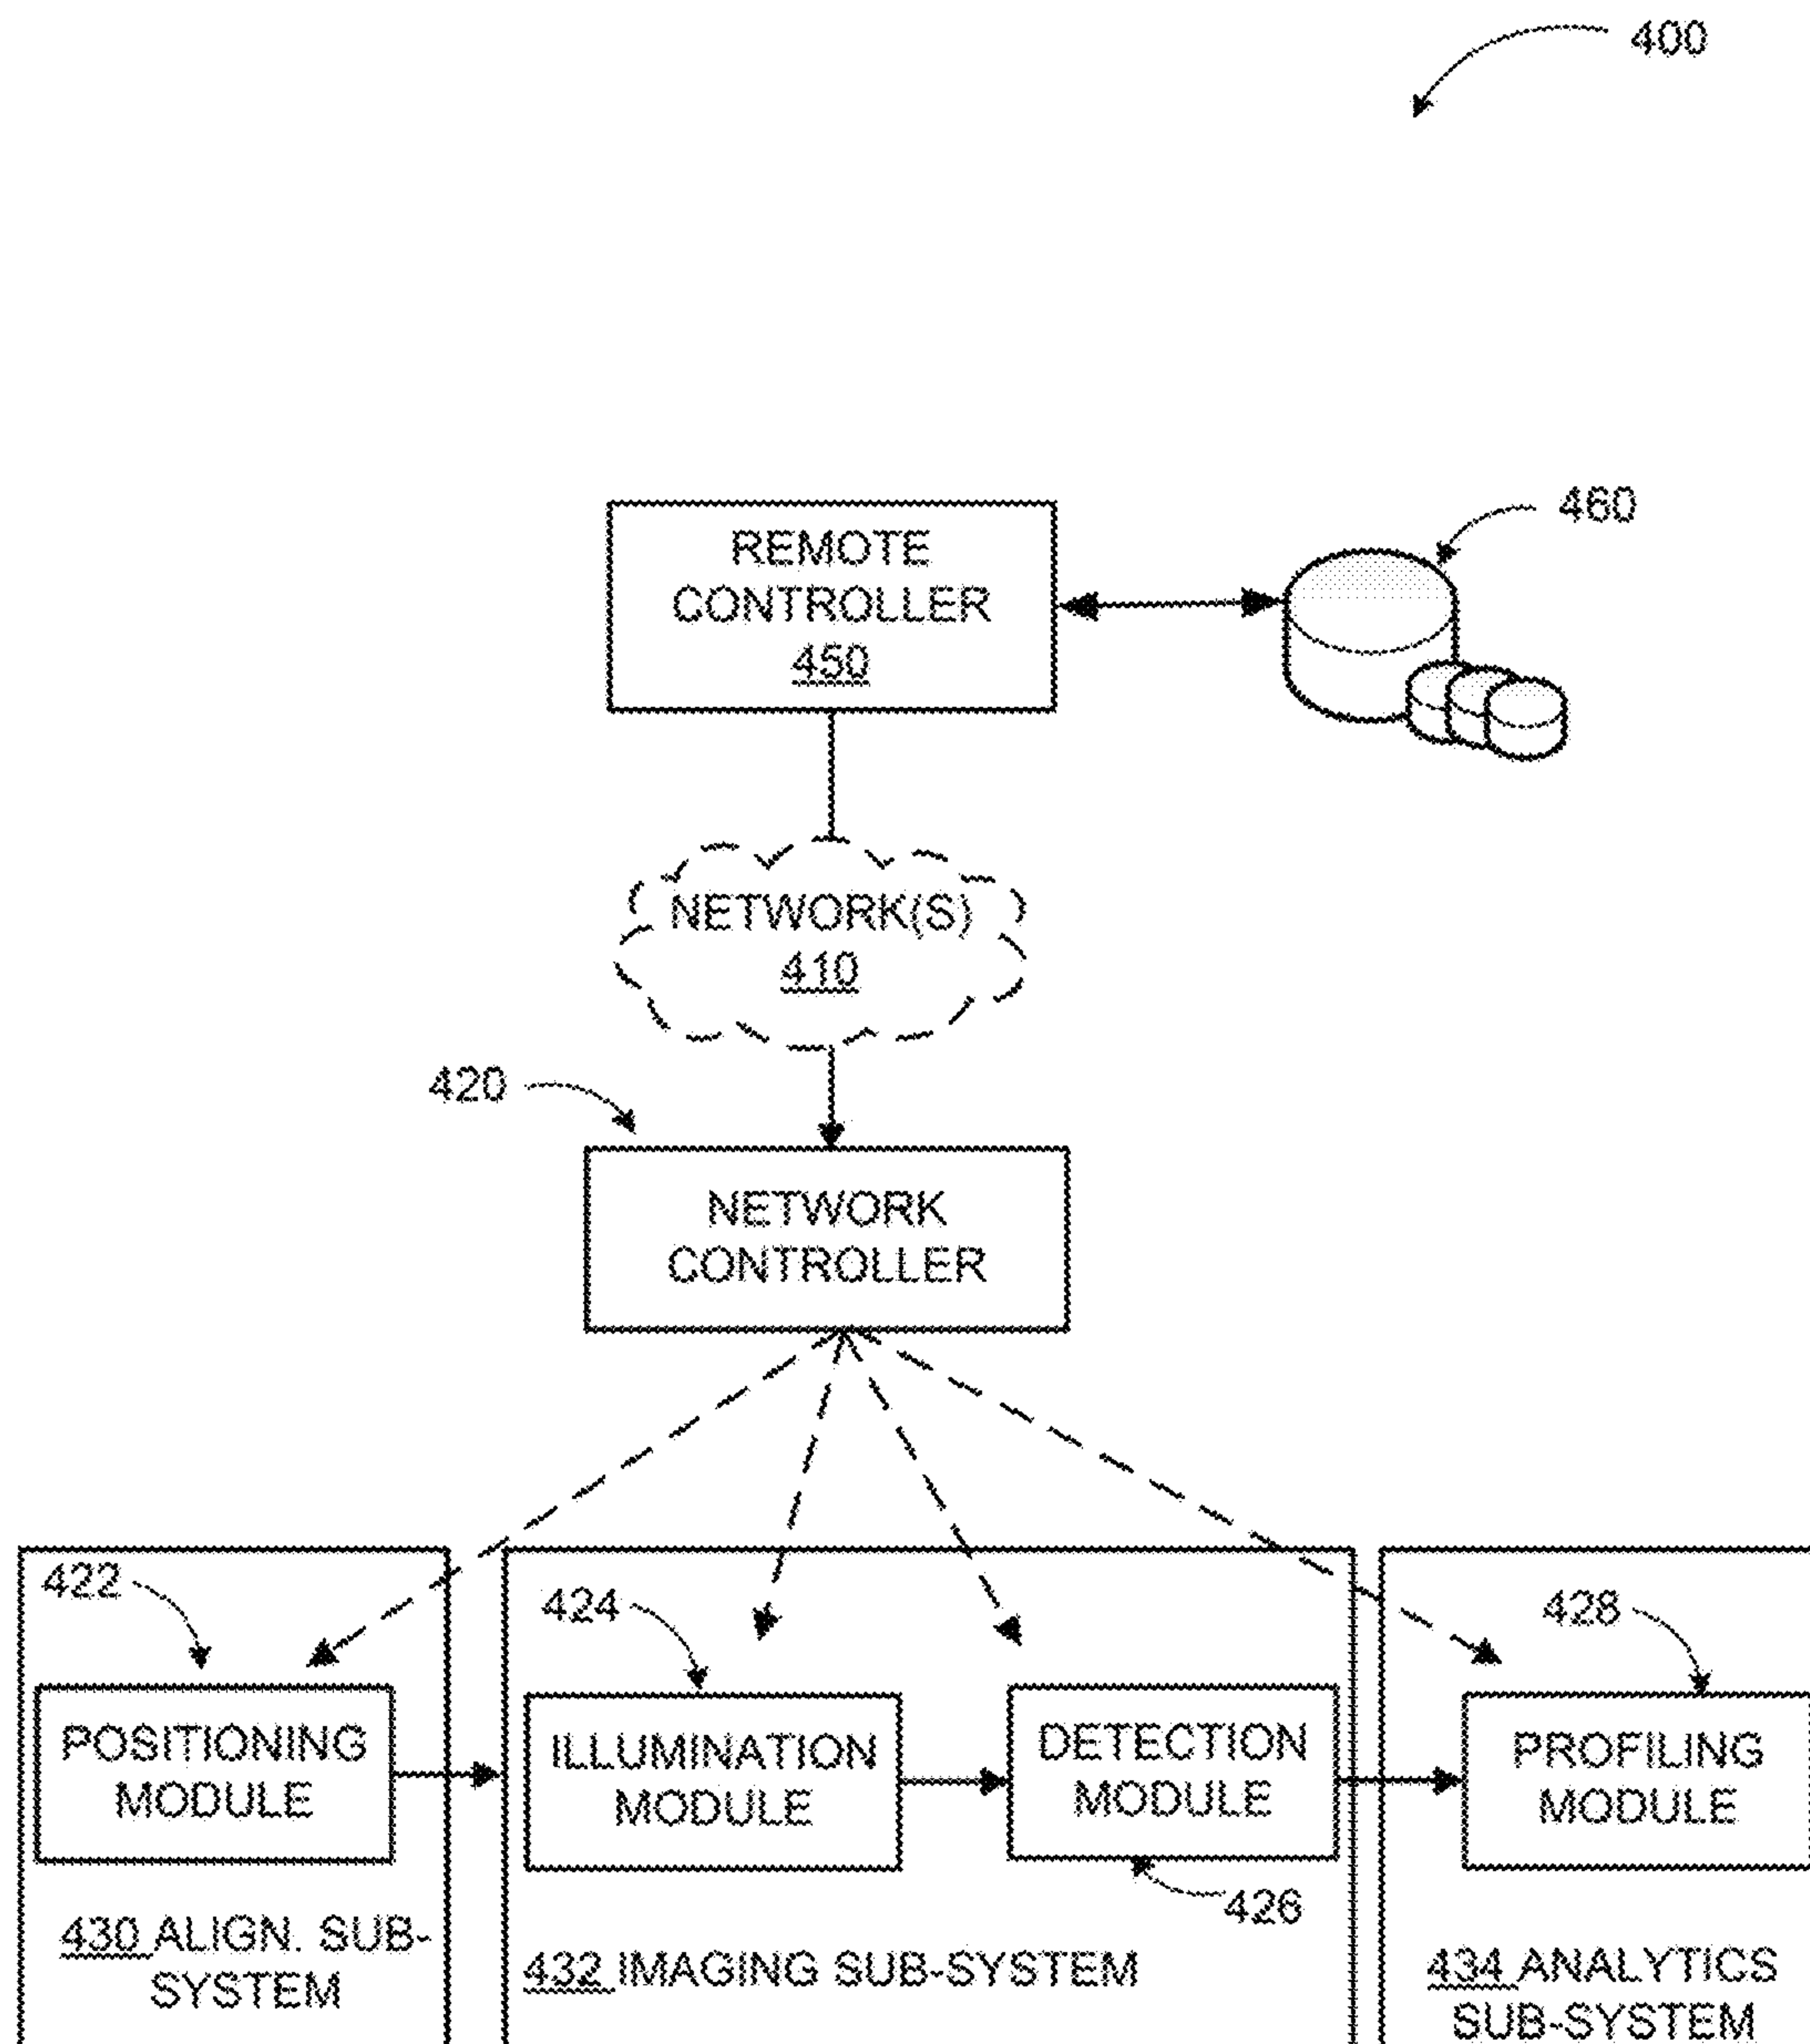 400
460
REMOTE
CONTROLLER
450
NETWORK(S)
410
420
NETWORK
CONTROLLER
422
424
428
POSITIONING
MODULE
ILLUMINATION
MODULE
DETECTION
MODULE
PROFILING
MODULE
426
430 ALIGN. SUB-
SYSTEM
432 IMAGING SUB-SYSTEM
434 ANALYTICS
SUB-SYSTEM